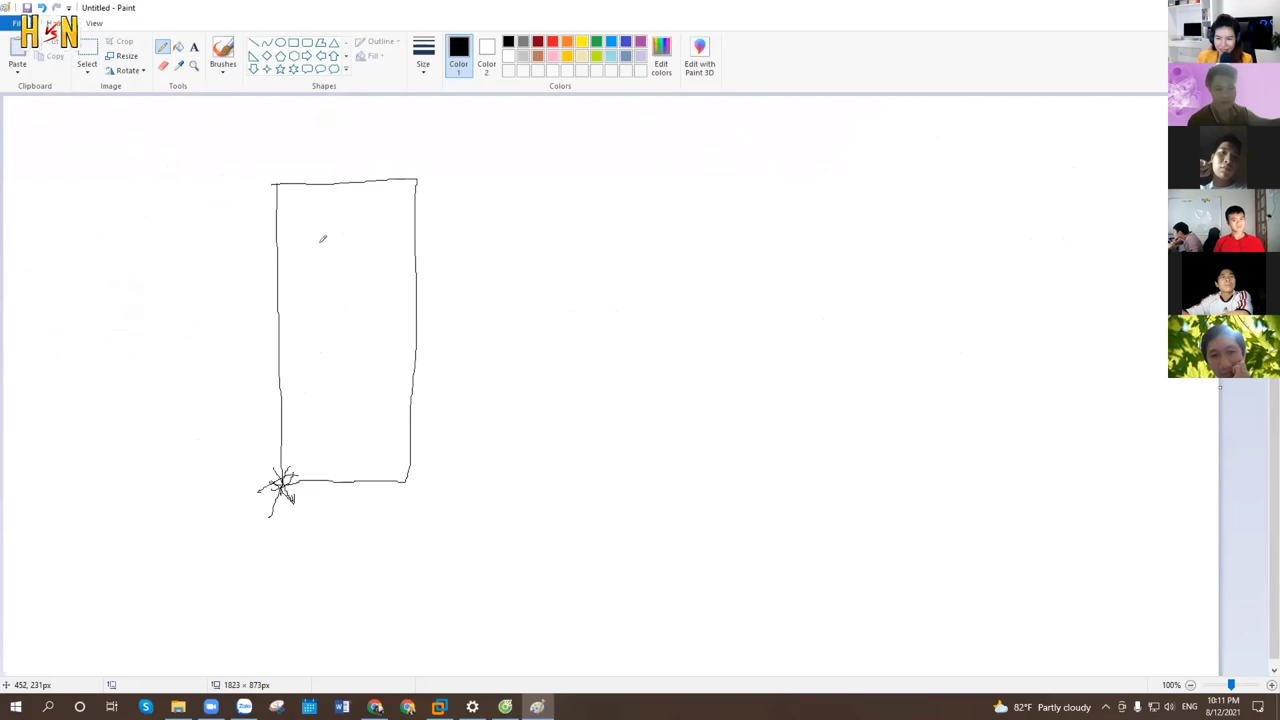 Untitled - Paint
H vs N
View
Paste
Select
Crop
Resize
Rotate
Brushes
Outline
Fill
Size
Color
1
Color
2
Edit
colors
Edit with
Paint 3D
Clipboard
Image
Tools
Shapes
Colors
452, 231px
1823 × 873px
100%
Zalo
82°F Partly cloudy
10:11 PM
8/12/2021